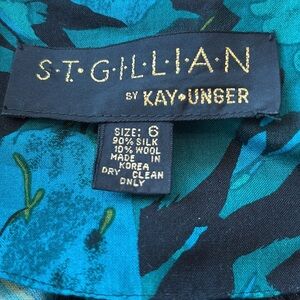 S·T·G·I·L·L·I·A·N
BY KAY·UNGER
SIZE: 6
90% SILK
10% WOOL
MADE IN
KOREA
DRY CLEAN
ONLY